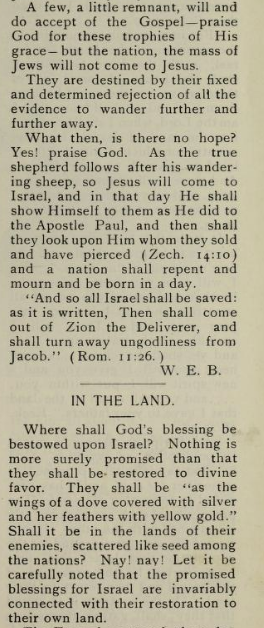 A few, a little remnant, will and
do accept of the Gospel—praise
God for these trophies of His
grace—but the nation, the mass of
Jews will not come to Jesus.
They are destined by their fixed
and determined rejection of all the
evidence to wander further and
further away.
What then, is there no hope?
Yes! praise God. As the true
shepherd follows after his wander-
ing sheep, so Jesus will come to
Israel, and in that day He shall
show Himself to them as He did to
the Apostle Paul, and then shall
they look upon Him whom they sold
and have pierced (Zech. 14:10)
and a nation shall repent and
mourn and be born in a day.
"And so all Israel shall be saved:
as it is written, Then shall come
out of Zion the Deliverer, and
shall turn away ungodliness from
Jacob." (Rom. 11:26.)
W. E. B.
IN THE LAND.
Where shall God's blessing be
bestowed upon Israel? Nothing is
more surely promised than that
they shall be restored to divine
favor. They shall be "as the
wings of a dove covered with silver
and her feathers with yellow gold."
Shall it be in the lands of their
enemies, scattered like seed among
the nations? Nay! nay! Let it be
carefully noted that the promised
blessings for Israel are invariably
connected with their restoration to
their own land.